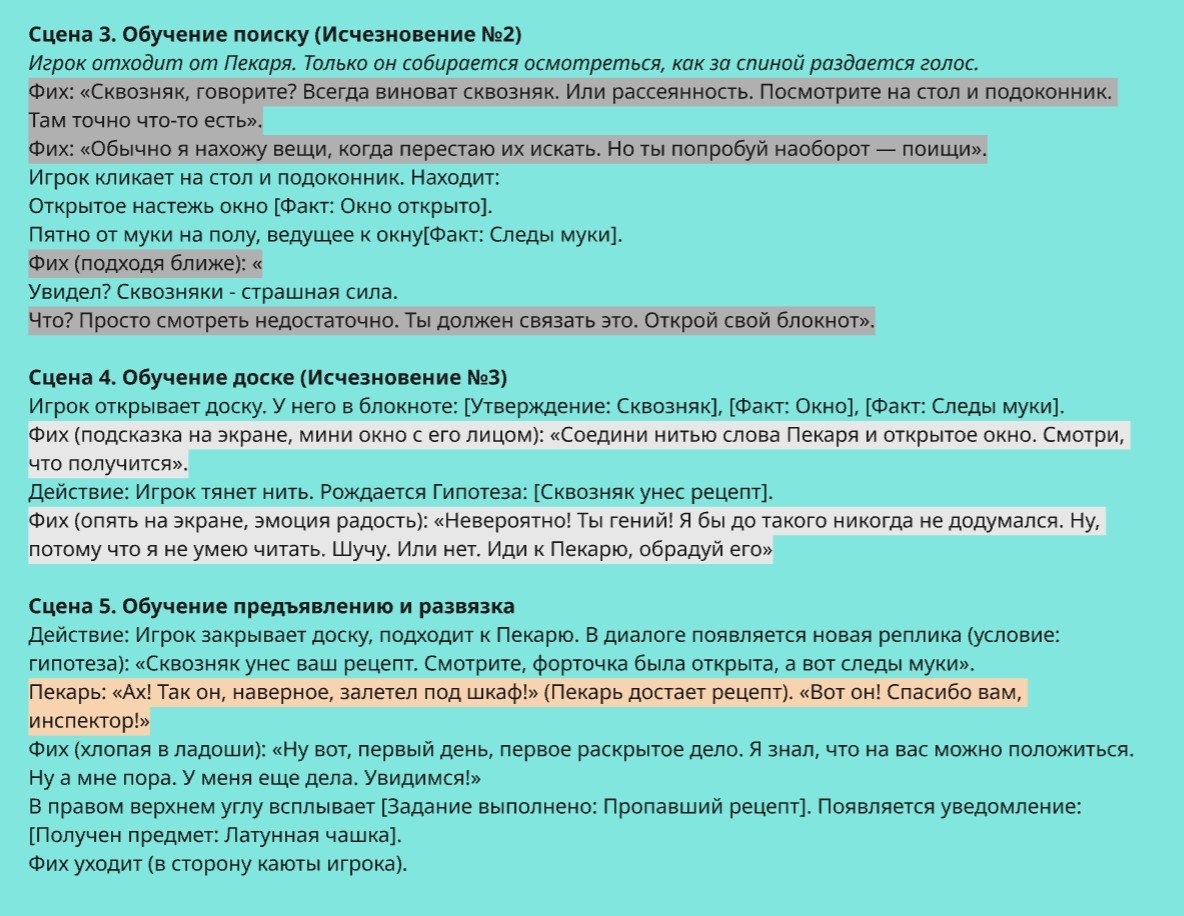 Сцена 3. Обучение поиску (Исчезновение №2)
Игрок отходит от Пекаря. Только он собирается осмотреться, как за спиной раздается голос.
Фих: «Сквозняк, говорите? Всегда виноват сквозняк. Или рассеянность. Посмотрите на стол и подоконник.
Там точно что-то есть».
Фих: «Обычно я нахожу вещи, когда перестаю их искать. Но ты попробуй наоборот — поищи».
Игрок кликает на стол и подоконник. Находит:
Открытое настежь окно [Факт: Окно открыто].
Пятно от муки на полу, ведущее к окну[Факт: Следы муки].
Фих (подходя ближе): «
Увидел? Сквозняки - страшная сила.
Что? Просто смотреть недостаточно. Ты должен связать это. Открой свой блокнот».
Сцена 4. Обучение доске (Исчезновение №3)
Игрок открывает доску. У него в блокноте: [Утверждение: Сквозняк], [Факт: Окно], [Факт: Следы муки].
Фих (подсказка на экране, мини окно с его лицом): «Соедини нитью слова Пекаря и открытое окно. Смотри,
что получится».
Действие: Игрок тянет нить. Рождается Гипотеза: [Сквозняк унес рецепт].
Фих (опять на экране, эмоция радость): «Невероятно! Ты гений! Я бы до такого никогда не додумался. Ну,
потому что я не умею читать. Шучу. Или нет. Иди к Пекарю, обрадуй его»
Сцена 5. Обучение предъявлению и развязка
Действие: Игрок закрывает доску, подходит к Пекарю. В диалоге появляется новая реплика (условие:
гипотеза): «Сквозняк унес ваш рецепт. Смотрите, форточка была открыта, а вот следы муки».
Пекарь: «Ах! Так он, наверное, залетел под шкаф!» (Пекарь достает рецепт). «Вот он! Спасибо вам,
инспектор!»
Фих (хлопая в ладоши): «Ну вот, первый день, первое раскрытое дело. Я знал, что на вас можно положиться.
Ну а мне пора. У меня еще дела. Увидимся!»
В правом верхнем углу всплывает [Задание выполнено: Пропавший рецепт]. Появляется уведомление:
[Получен предмет: Латунная чашка].
Фих уходит (в сторону каюты игрока).